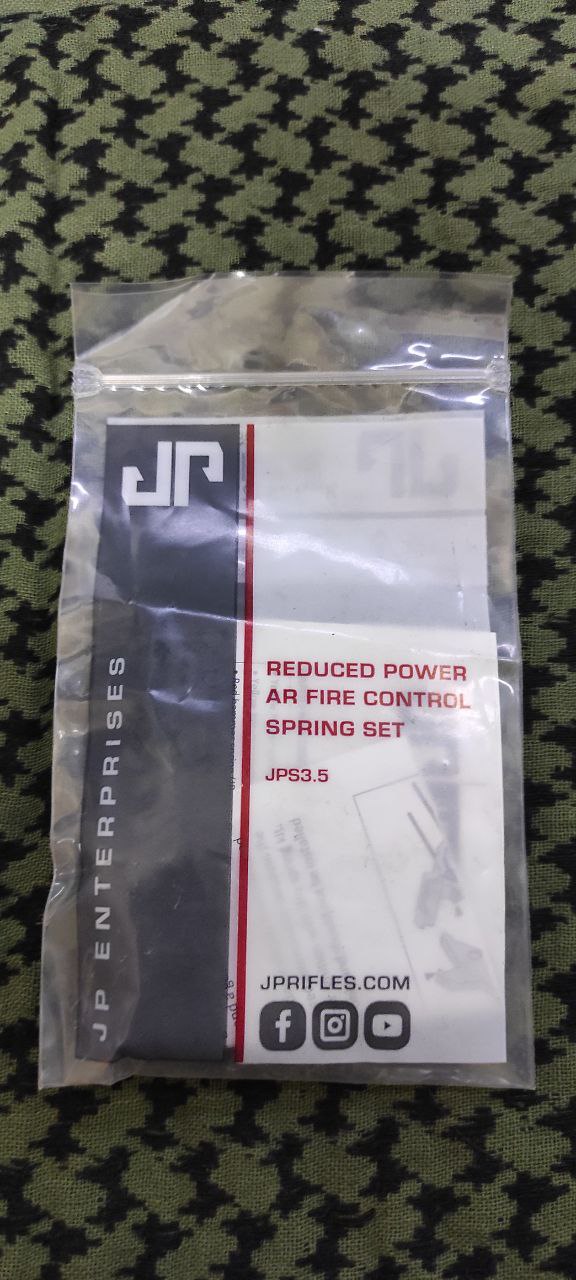 JP
JP ENTERPRISES
REDUCED POWER
AR FIRE CONTROL
SPRING SET
JPS3.5
JPRIFLES.COM